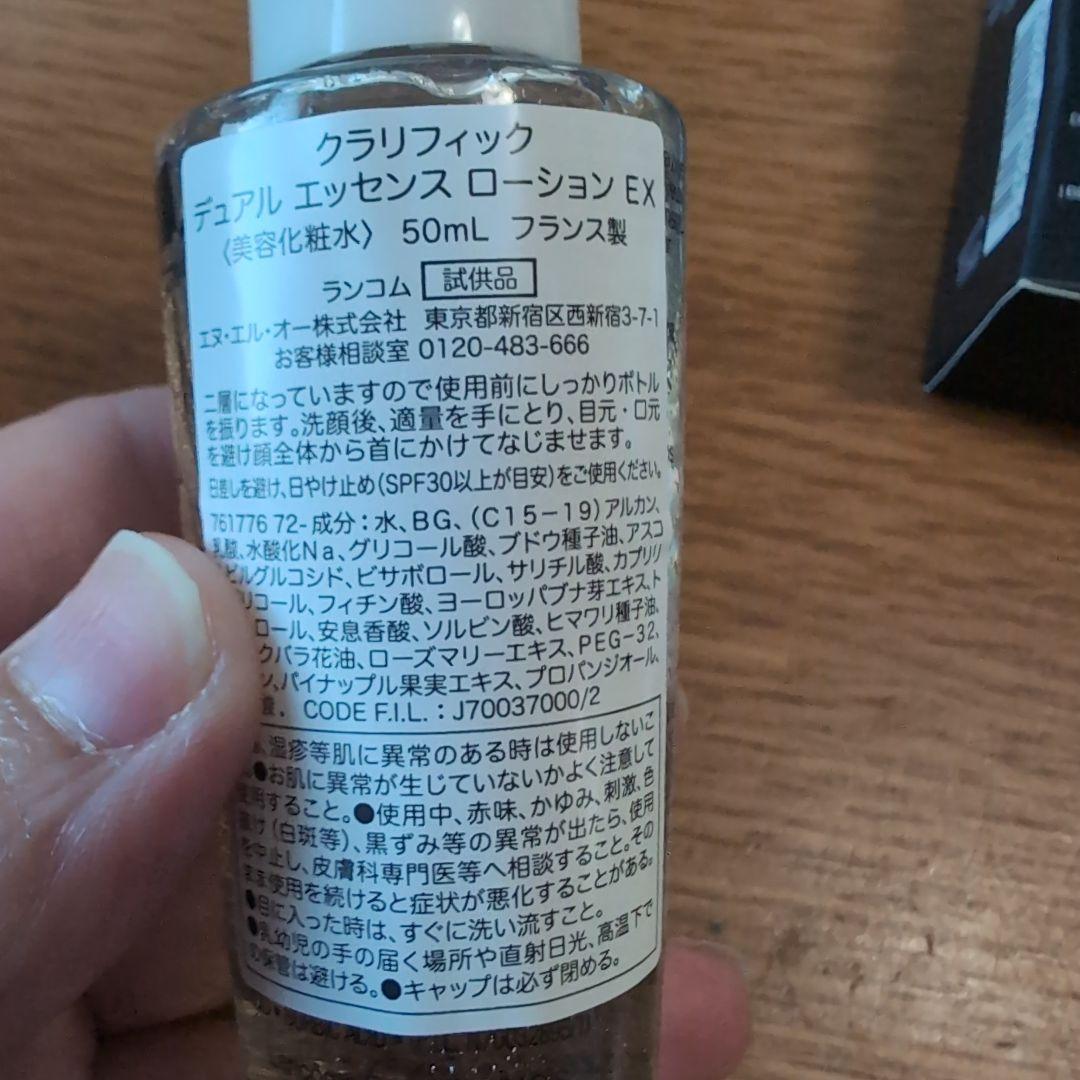 クラリフィック
デュアル エッセンス ローション EX
〈美容化粧水〉 50mL フランス製
ランコム 試供品
エヌ・エル・オー株式会社 東京都新宿区西新宿3-7-1
お客様相談室 0120-483-666
二層になっていますので使用前にしっかりボトル
を振ります。洗顔後、適量を手にとり、目元・口元
を避け顔全体から首にかけてなじませます。
日差しを避け、日やけ止め(SPF30以上が目安)をご使用ください。
761776 72-成分:水、BG、(C15-19)アルカン、
乳酸、水酸化Na、グリコール酸、ブドウ種子油、アスコ
ビルグルコシド、ビサボロール、サリチル酸、カプリリ
リコール、フィチン酸、ヨーロッパブナ芽エキス、ト
ロール、安息香酸、ソルビン酸、ヒマワリ種子油、
クバラ花油、ローズマリーエキス、PEG-32、
ン、パイナップル果実エキス、プロパンジオール、
CODE F.I.L.:J70037000/2
湿疹等肌に異常のある時は使用しないこ
●お肌に異常が生じていないかよく注意して
使用すること。●使用中、赤味、かゆみ、刺激、色
抜け(白斑等)、黒ずみ等の異常が出たら、使用
を中止し、皮膚科専門医等へ相談すること。その
まま使用を続けると症状が悪化することがある。
●目に入った時は、すぐに洗い流すこと。
●乳幼児の手の届く場所や直射日光、高温下で
の保管は避ける。●キャップは必ず閉める。